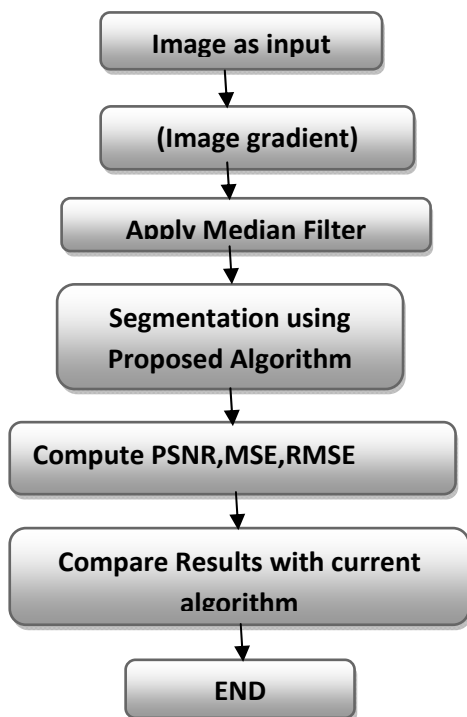 Image as input
(Image gradient)
Apply Median Filter
Segmentation using
Proposed Algorithm
Compute PSNR,MSE,RMSE
Compare Results with current
algorithm
END